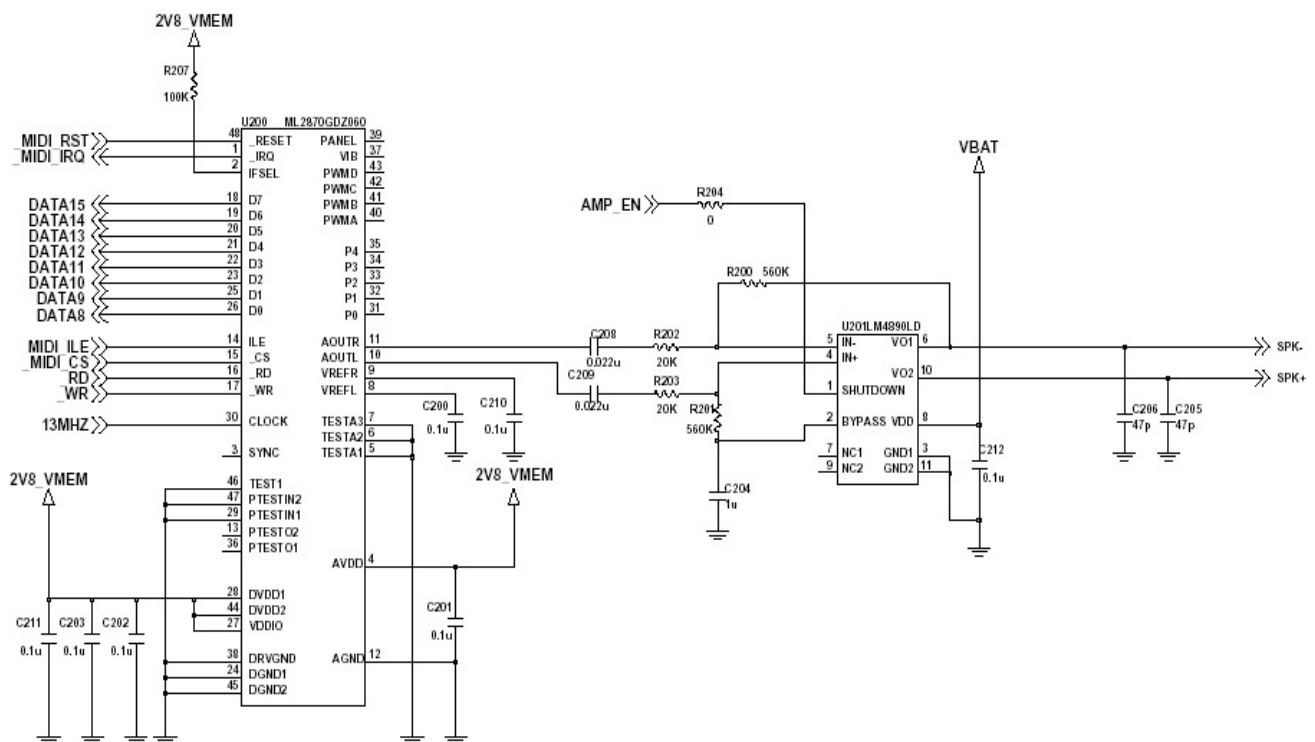 2V8_VMEM
R207
100K
U200 ML2870GDZ060
_MIDI_RST 48 _RESET PANEL 39
_MIDI_IRQ 1 _IRQ VIB 37
2 IFSEL PWMD 43
PWMC 42
DATA15 18 D7 PWMB 41
DATA14 19 D6 PWMA 40
DATA13 20 D5
DATA12 21 D4 P4 35
DATA11 22 D3 P3 34
DATA10 23 D2 P2 33
DATA9 25 D1 P1 32
DATA8 26 D0 P0 31
MIDI_ILE 14 ILE AOUTR 11
_MIDI_CS 15 _CS AOUTL 10
_RD 16 _RD VREFR 9
_WR 17 _WR VREFL 8
13MHZ 30 CLOCK TESTA3 7
TESTA2 6
3 SYNC TESTA1 5
46 TEST1
47 PTESTIN2
29 PTESTIN1
13 PTESTO2
36 PTESTO1
AVDD 4
28 DVDD1
44 DVDD2
27 VDDIO
38 DRVGND AGND 12
24 DGND1
45 DGND2
2V8_VMEM
C211 C203 C202
0.1u 0.1u 0.1u
C200 C210
0.1u 0.1u
2V8_VMEM
C201
0.1u
VBAT
AMP_EN R204
0
R200 560K
C208 R202
0.022u 20K
C209 R203
0.022u 20K
R201
560K
C204
1u
U201LM4890LD
5 IN- VO1 6
4 IN+
VO2 10
1 SHUTDOWN
2 BYPASS VDD 8
7 NC1 GND1 3
9 NC2 GND2 11
SPK-
SPK+
C206 C205
47p 47p
C212
0.1u